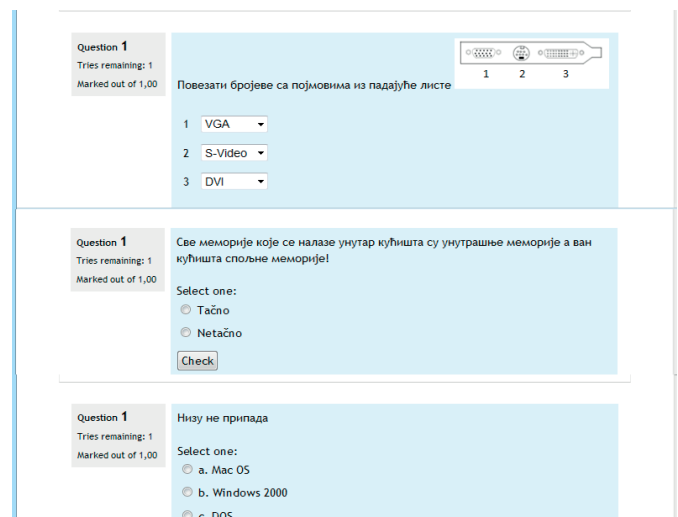 Question 1
Tries remaining: 1
Marked out of 1,00
1 2 3
Повезати бројеве са појмовима из падајуће листе
1 VGA
2 S-Video
3 DVI
Question 1
Tries remaining: 1
Marked out of 1,00
Све меморије које се налазе унутар кућишта су унутрашње меморије а ван
кућишта спољне меморије!
Select one:
Tačno
Netačno
Check
Question 1
Tries remaining: 1
Marked out of 1,00
Низу не припада
Select one:
a. Mac OS
b. Windows 2000
c. DOS